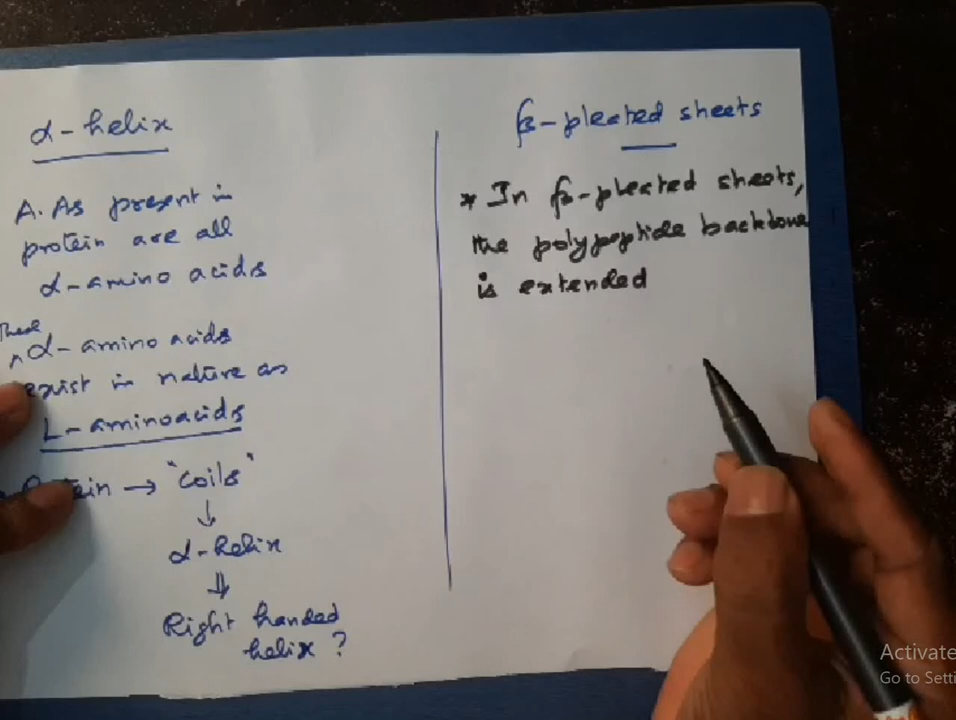 α-helix
A.As present in
protein are all
α-amino acids
These
α-amino acids
exist in nature as
L-aminoacids
→ "coils"
↓
α-helix
⇓
Right handed
helix ?
β-pleated sheets
* In β-pleated sheets,
the polypeptide backbone
is extended
Activate
Go to Setti